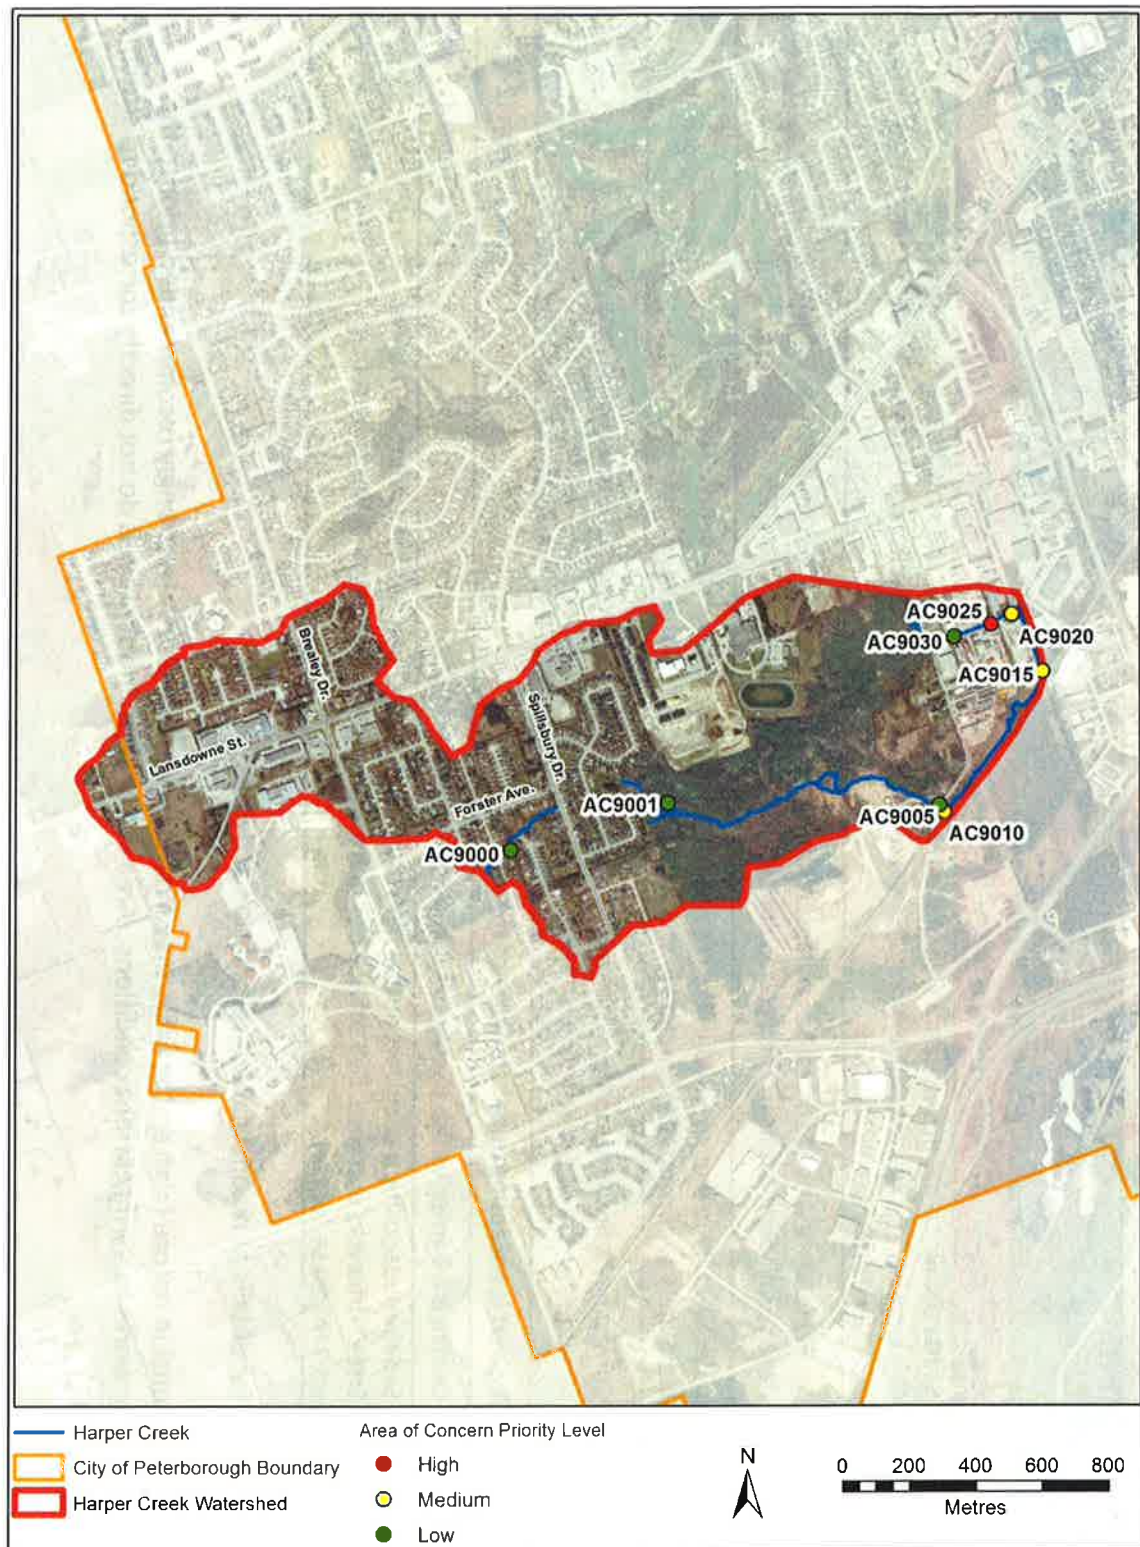 AC9025
AC9030
AC9020
AC9015
Brealey Dr.
Lansdowne St.
Spillsbury Dr.
Forster Ave.
AC9001
AC9005
AC9010
AC9000
Harper Creek
City of Peterborough Boundary
Harper Creek Watershed
Area of Concern Priority Level
High
Medium
Low
N
0 200 400 600 800
Metres